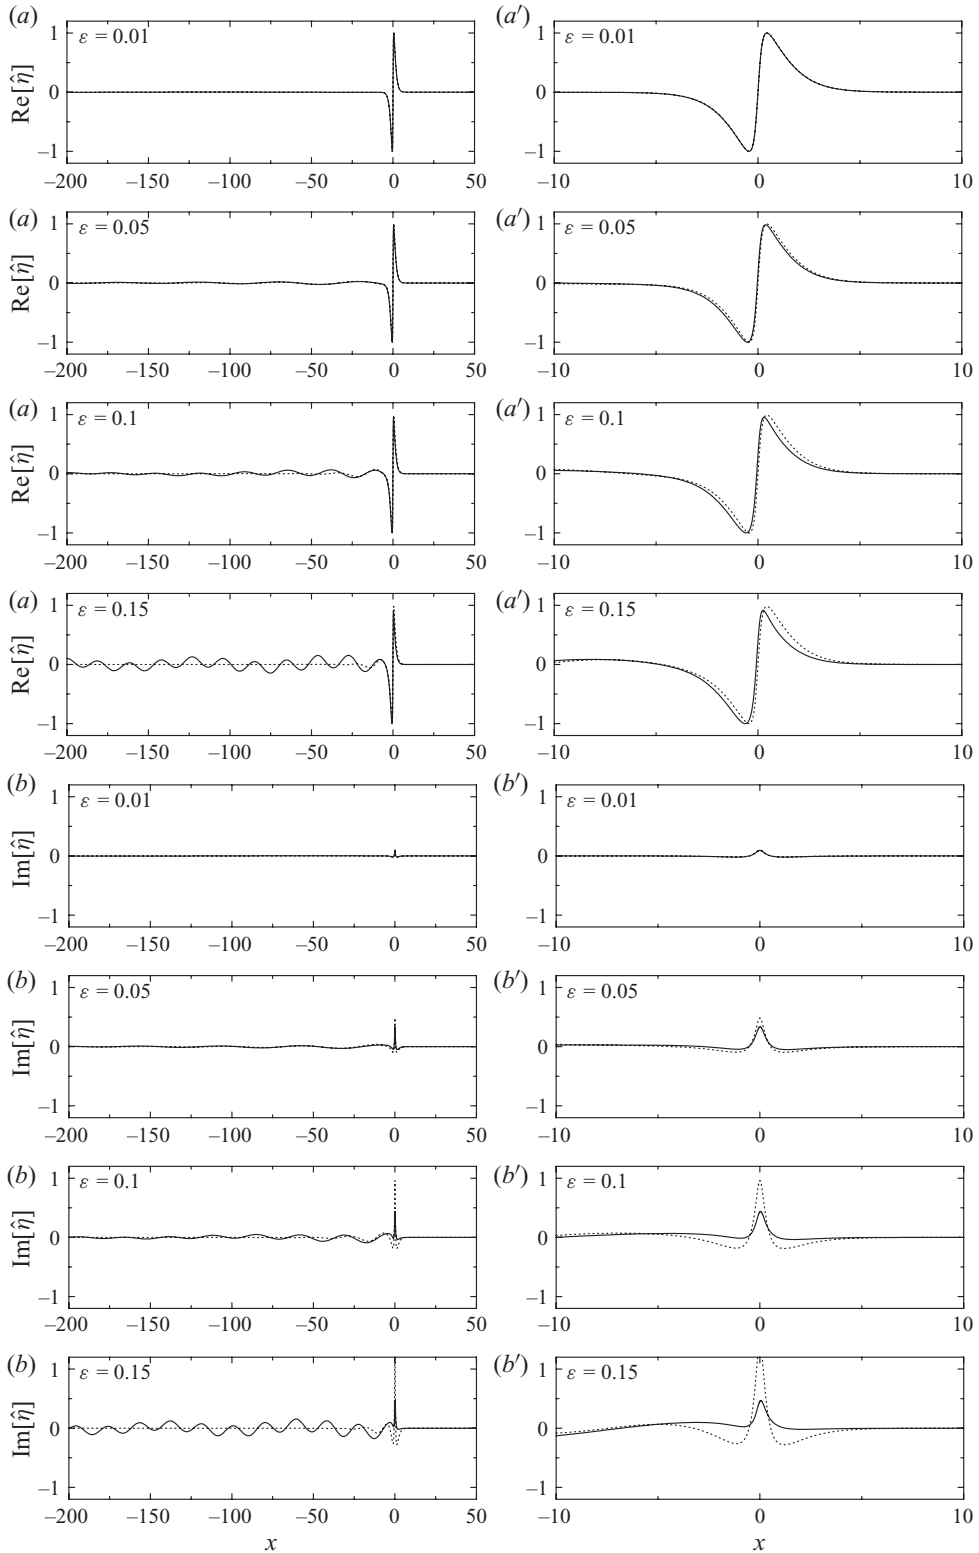 (a) (a′)
ε = 0.01 ε = 0.01
Re[η̂]
1 0 –1 1 0 –1
–200 –150 –100 –50 0 50 –10 0 10
(a) (a′)
ε = 0.05 ε = 0.05
Re[η̂]
1 0 –1 1 0 –1
–200 –150 –100 –50 0 50 –10 0 10
(a) (a′)
ε = 0.1 ε = 0.1
Re[η̂]
1 0 –1 1 0 –1
–200 –150 –100 –50 0 50 –10 0 10
(a) (a′)
ε = 0.15 ε = 0.15
Re[η̂]
1 0 –1 1 0 –1
–200 –150 –100 –50 0 50 –10 0 10
(b) (b′)
ε = 0.01 ε = 0.01
Im[η̂]
1 0 –1 1 0 –1
–200 –150 –100 –50 0 50 –10 0 10
(b) (b′)
ε = 0.05 ε = 0.05
Im[η̂]
1 0 –1 1 0 –1
–200 –150 –100 –50 0 50 –10 0 10
(b) (b′)
ε = 0.1 ε = 0.1
Im[η̂]
1 0 –1 1 0 –1
–200 –150 –100 –50 0 50 –10 0 10
(b) (b′)
ε = 0.15 ε = 0.15
Im[η̂]
1 0 –1 1 0 –1
–200 –150 –100 –50 0 50 –10 0 10
x x